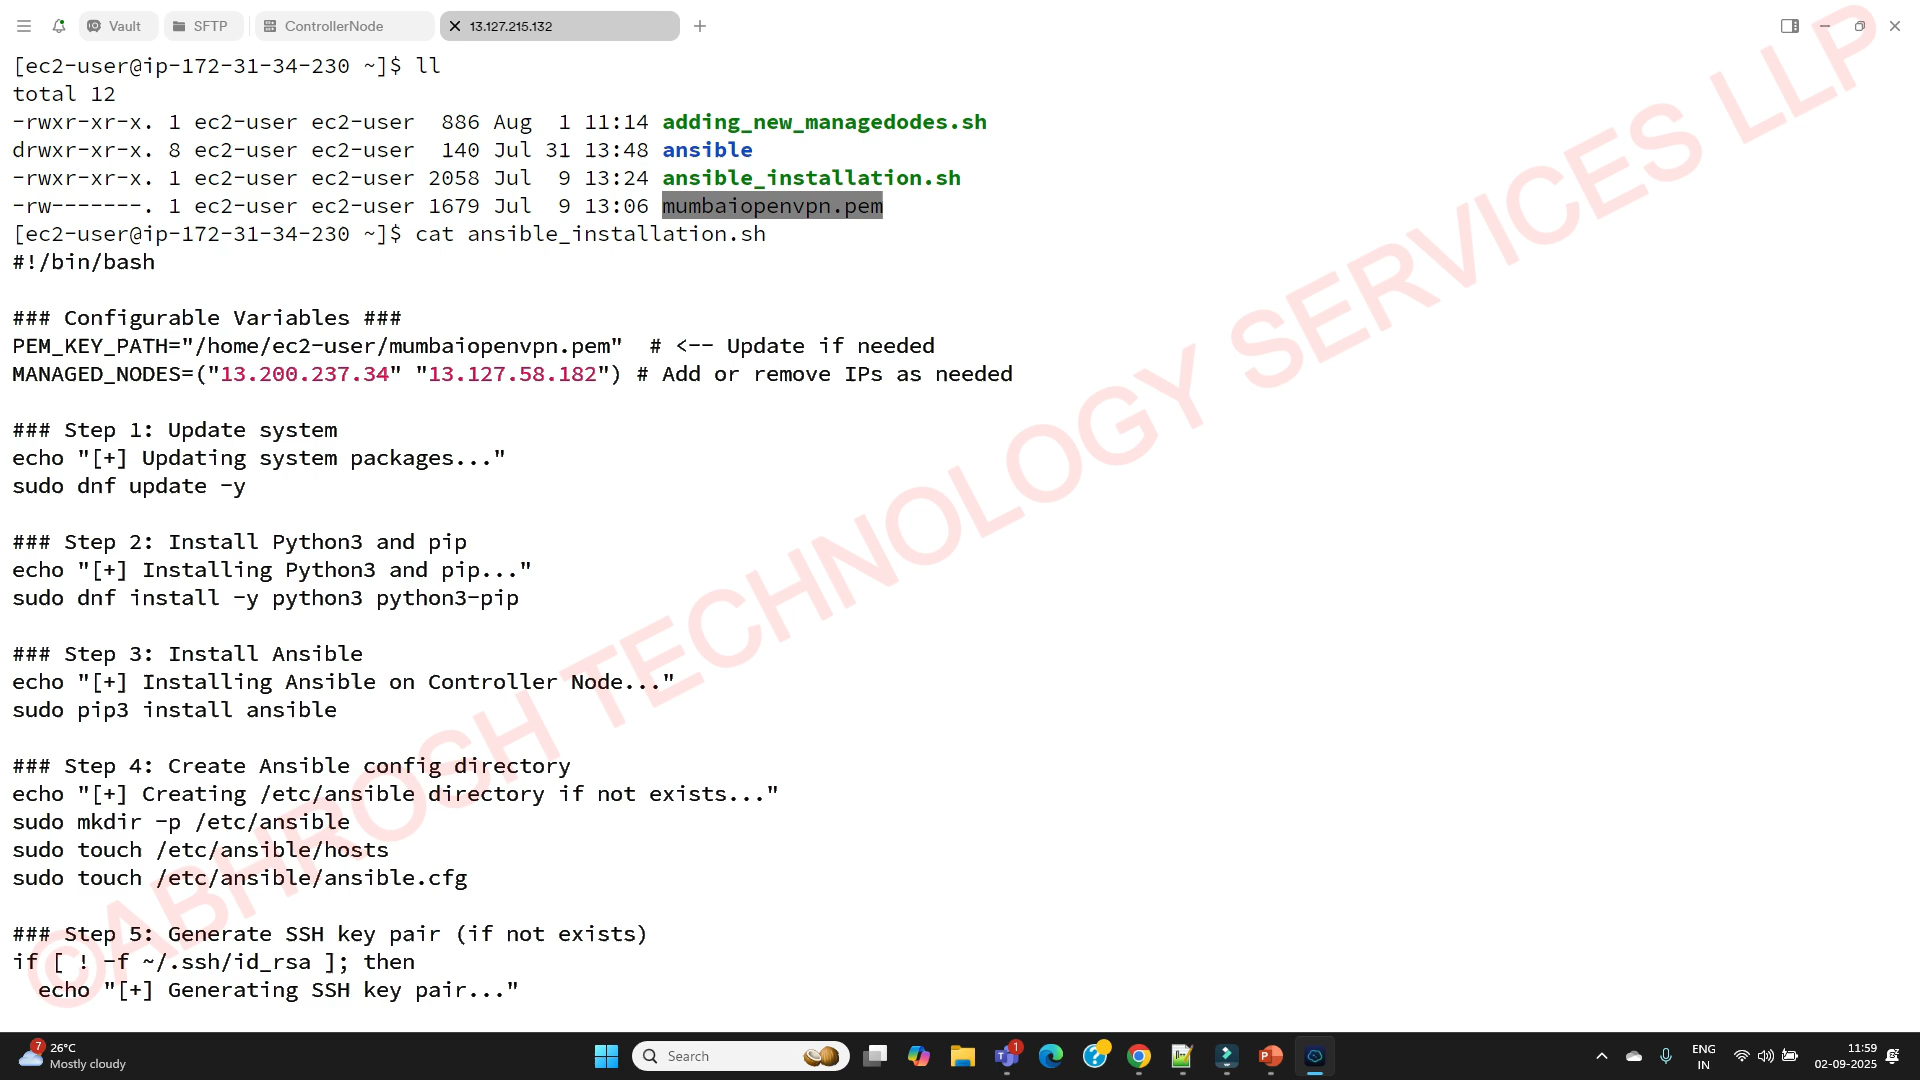 Vault
SFTP
ControllerNode
13.127.215.132
[ec2-user@ip-172-31-34-230 ~]$ ll
total 12
-rwxr-xr-x. 1 ec2-user ec2-user  886 Aug  1 11:14 adding_new_managedodes.sh
drwxr-xr-x. 8 ec2-user ec2-user  140 Jul 31 13:48 ansible
-rwxr-xr-x. 1 ec2-user ec2-user 2058 Jul  9 13:24 ansible_installation.sh
-rw-------. 1 ec2-user ec2-user 1679 Jul  9 13:06 mumbaiopenvpn.pem
[ec2-user@ip-172-31-34-230 ~]$ cat ansible_installation.sh
#!/bin/bash
### Configurable Variables ###
PEM_KEY_PATH="/home/ec2-user/mumbaiopenvpn.pem"  # <-- Update if needed
MANAGED_NODES=("13.200.237.34" "13.127.58.182") # Add or remove IPs as needed
### Step 1: Update system
echo "[+] Updating system packages..."
sudo dnf update -y
### Step 2: Install Python3 and pip
echo "[+] Installing Python3 and pip..."
sudo dnf install -y python3 python3-pip
### Step 3: Install Ansible
echo "[+] Installing Ansible on Controller Node..."
sudo pip3 install ansible
### Step 4: Create Ansible config directory
echo "[+] Creating /etc/ansible directory if not exists..."
sudo mkdir -p /etc/ansible
sudo touch /etc/ansible/hosts
sudo touch /etc/ansible/ansible.cfg
### Step 5: Generate SSH key pair (if not exists)
if [ ! -f ~/.ssh/id_rsa ]; then
  echo "[+] Generating SSH key pair..."
©ABHROSH TECHNOLOGY SERVICES LLP
7
26°C
Mostly cloudy
Search
1
ENG
IN
11:59
02-09-2025